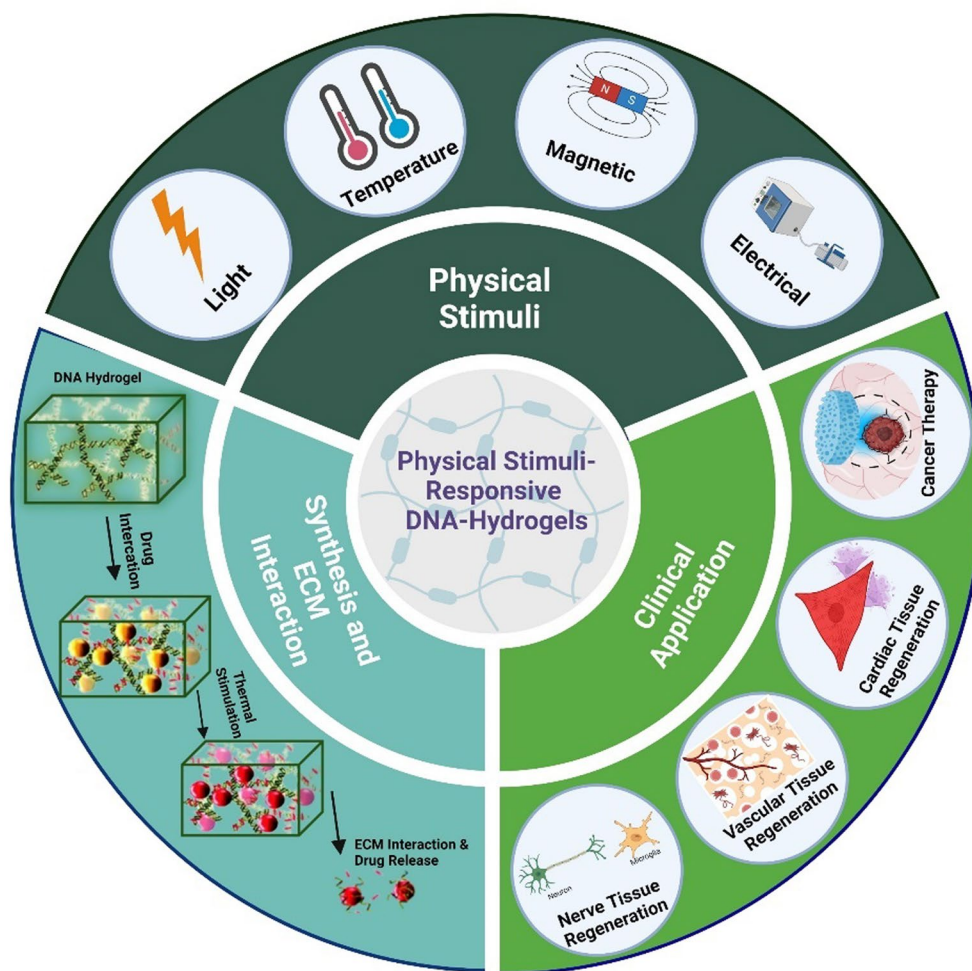 Light
Temperature
N S
Magnetic
Electrical
Physical
Stimuli
Physical Stimuli-
Responsive
DNA-Hydrogels
Synthesis and
ECM
Interaction
Clinical
Application
DNA Hydrogel
Drug
Intercation
Thermal
Stimulation
ECM Interaction &
Drug Release
Cancer Therapy
Cardiac Tissue
Regeneration
Vascular Tissue
Regeneration
Neuron
Microglia
Nerve Tissue
Regeneration